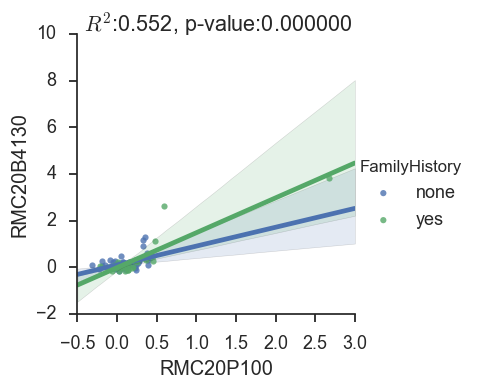 R²:0.552, p-value:0.000000
10
8
6
4
2
0
−2
RMC20B4130
−0.5 0.0 0.5 1.0 1.5 2.0 2.5 3.0
RMC20P100
FamilyHistory
none
yes